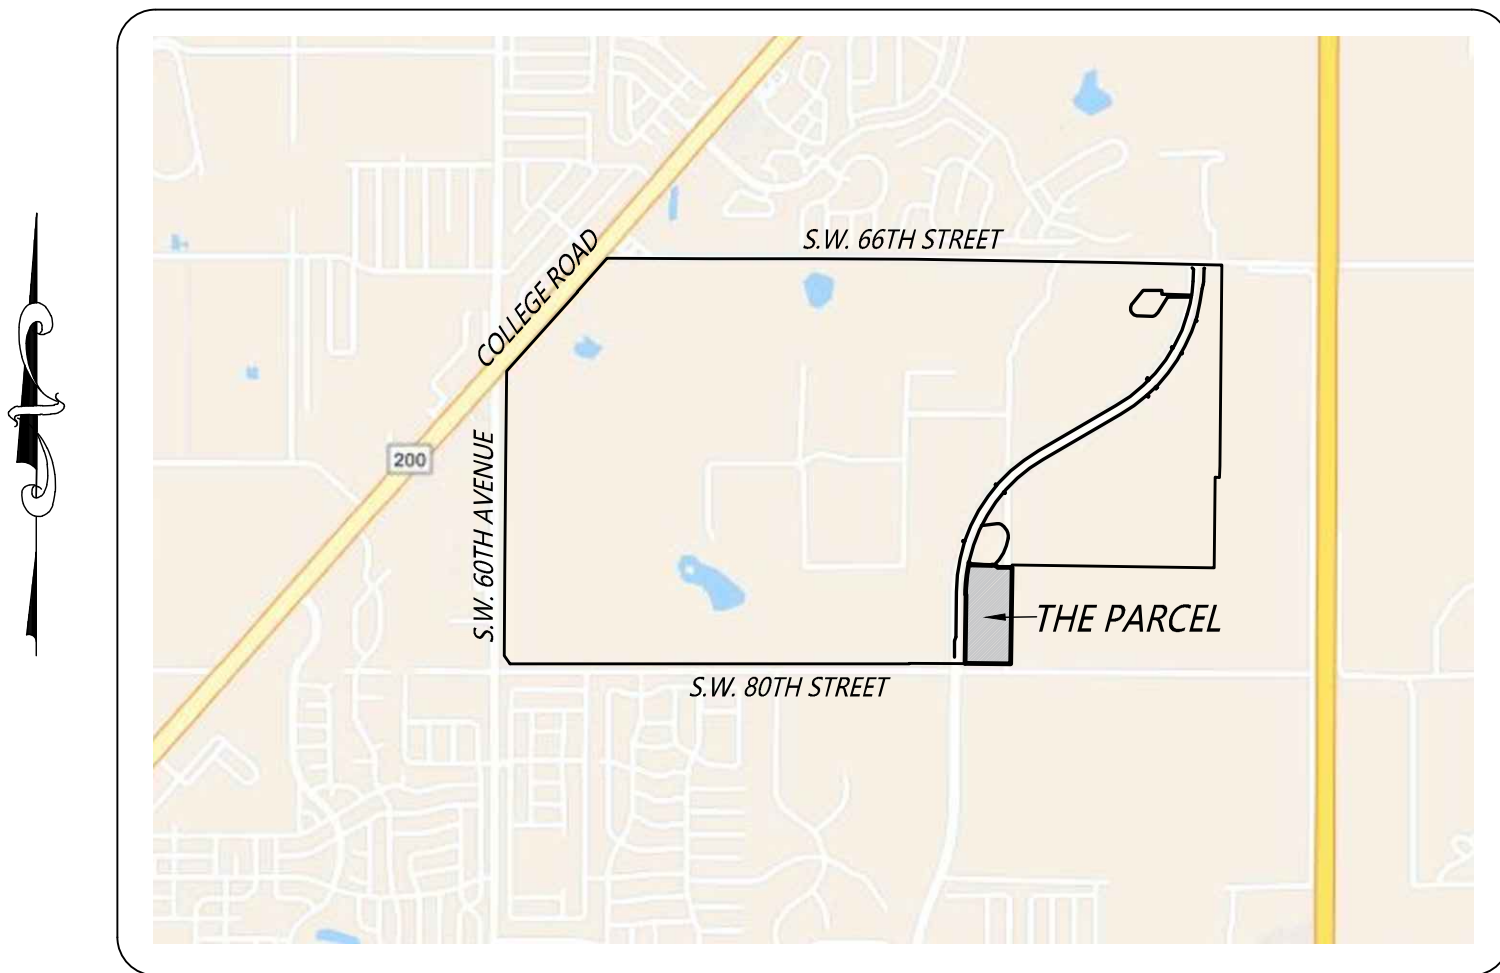 S.W. 66TH STREET
COLLEGE ROAD
200
S.W. 60TH AVENUE
THE PARCEL
S.W. 80TH STREET